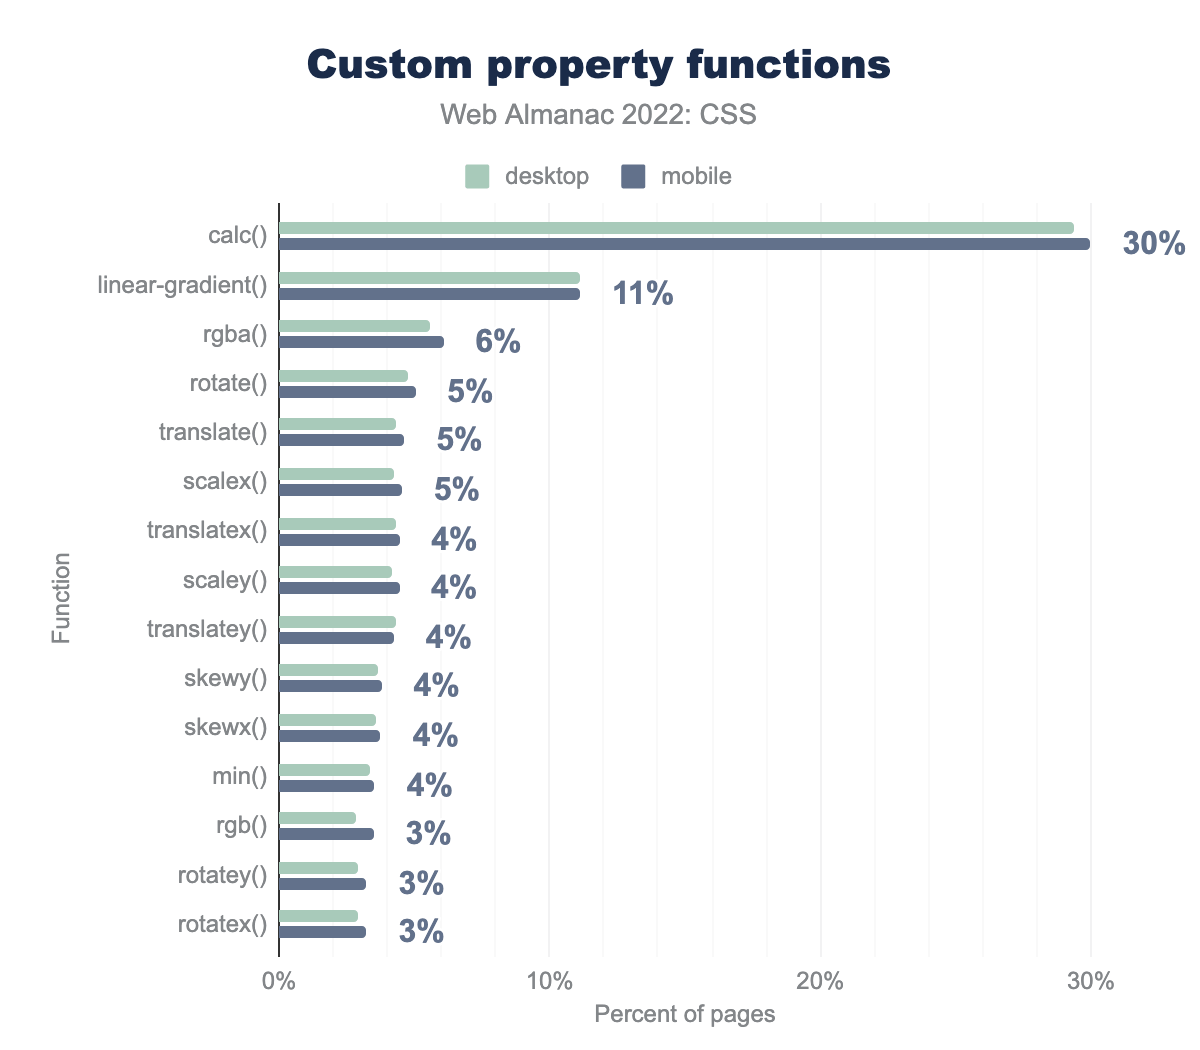 Custom property functions
Web Almanac 2022: CSS
desktop mobile
calc() 30%
linear-gradient() 11%
rgba() 6%
rotate() 5%
translate() 5%
scalex() 5%
translatex() 4%
scaley() 4%
translatey() 4%
skewy() 4%
skewx() 4%
min() 4%
rgb() 3%
rotatey() 3%
rotatex() 3%
Function
0% 10% 20% 30%
Percent of pages